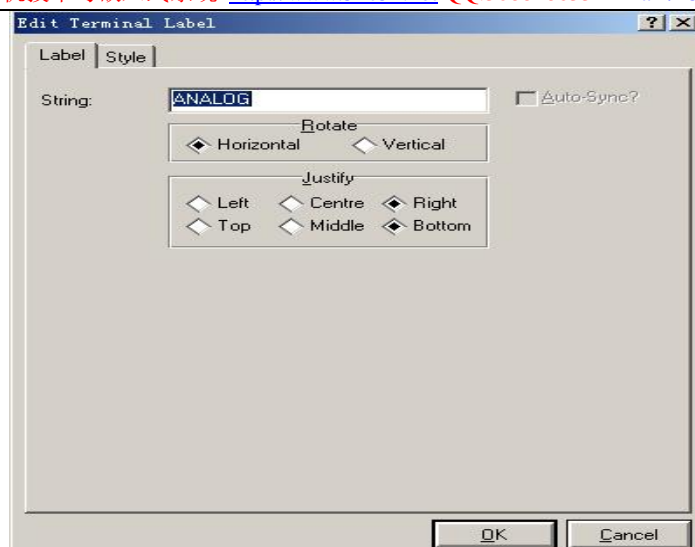 Edit Terminal Label
Label Style
String: ANALOG Auto-Sync?
Rotate
Horizontal Vertical
Justify
Left Centre Right
Top Middle Bottom
OK Cancel